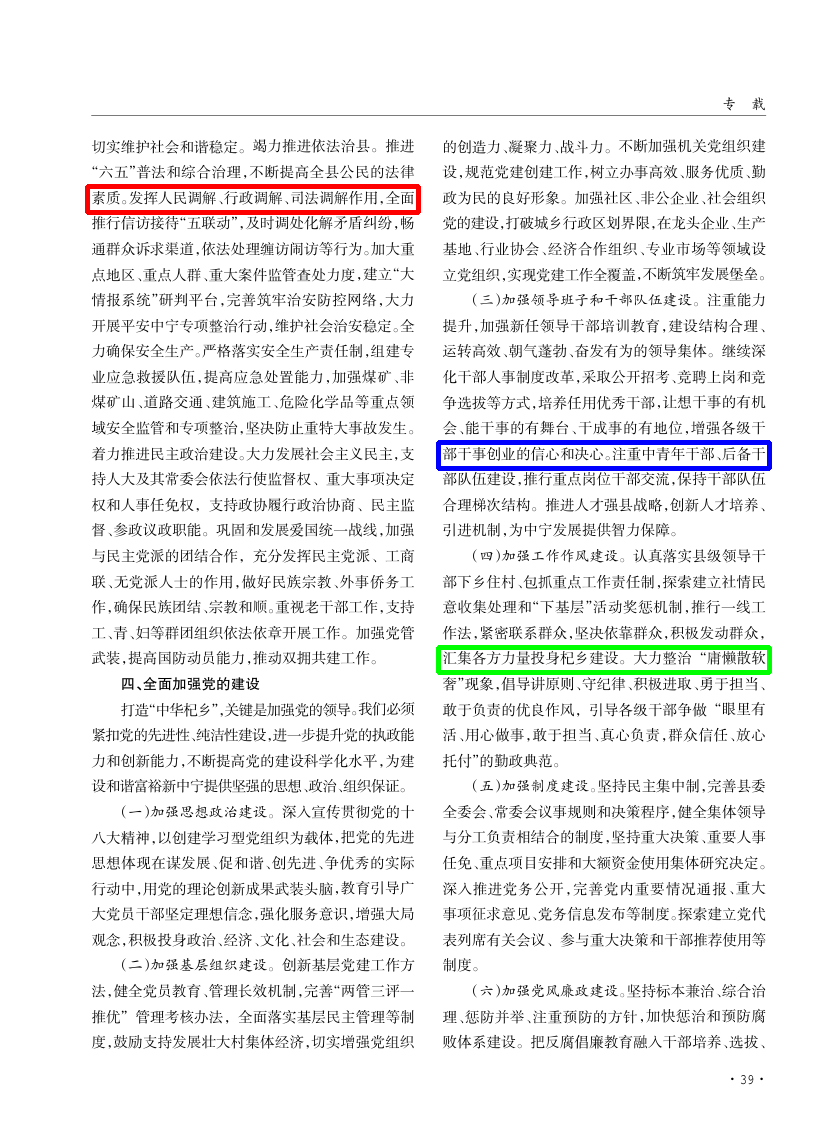 专 载
切实维护社会和谐稳定。竭力推进依法治县。推进
“六五”普法和综合治理,不断提高全县公民的法律
素质。发挥人民调解、行政调解、司法调解作用,全面
推行信访接待“五联动”,及时调处化解矛盾纠纷,畅
通群众诉求渠道,依法处理缠访闹访等行为。加大重
点地区、重点人群、重大案件监管查处力度,建立“大
情报系统”研判平台,完善筑牢治安防控网络,大力
开展平安中宁专项整治行动,维护社会治安稳定。全
力确保安全生产。严格落实安全生产责任制,组建专
业应急救援队伍,提高应急处置能力,加强煤矿、非
煤矿山、道路交通、建筑施工、危险化学品等重点领
域安全监管和专项整治,坚决防止重特大事故发生。
着力推进民主政治建设。大力发展社会主义民主,支
持人大及其常委会依法行使监督权、重大事项决定
权和人事任免权,支持政协履行政治协商、民主监
督、参政议政职能。巩固和发展爱国统一战线,加强
与民主党派的团结合作,充分发挥民主党派、工商
联、无党派人士的作用,做好民族宗教、外事侨务工
作,确保民族团结、宗教和顺。重视老干部工作,支持
工、青、妇等群团组织依法依章开展工作。加强党管
武装,提高国防动员能力,推动双拥共建工作。
四、全面加强党的建设
打造“中华杞乡”,关键是加强党的领导。我们必须
紧扣党的先进性、纯洁性建设,进一步提升党的执政能
力和创新能力,不断提高党的建设科学化水平,为建
设和谐富裕新中宁提供坚强的思想、政治、组织保证。
(一)加强思想政治建设。深入宣传贯彻党的十
八大精神,以创建学习型党组织为载体,把党的先进
思想体现在谋发展、促和谐、创先进、争优秀的实际
行动中,用党的理论创新成果武装头脑,教育引导广
大党员干部坚定理想信念,强化服务意识,增强大局
观念,积极投身政治、经济、文化、社会和生态建设。
(二)加强基层组织建设。创新基层党建工作方
法,健全党员教育、管理长效机制,完善“两管三评一
推优”管理考核办法,全面落实基层民主管理等制
度,鼓励支持发展壮大村集体经济,切实增强党组织
的创造力、凝聚力、战斗力。不断加强机关党组织建
设,规范党建创建工作,树立办事高效、服务优质、勤
政为民的良好形象。加强社区、非公企业、社会组织
党的建设,打破城乡行政区划界限,在龙头企业、生产
基地、行业协会、经济合作组织、专业市场等领域设
立党组织,实现党建工作全覆盖,不断筑牢发展堡垒。
(三)加强领导班子和干部队伍建设。注重能力
提升,加强新任领导干部培训教育,建设结构合理、
运转高效、朝气蓬勃、奋发有为的领导集体。继续深
化干部人事制度改革,采取公开招考、竞聘上岗和竞
争选拔等方式,培养任用优秀干部,让想干事的有机
会、能干事的有舞台、干成事的有地位,增强各级干
部干事创业的信心和决心。注重中青年干部、后备干
部队伍建设,推行重点岗位干部交流,保持干部队伍
合理梯次结构。推进人才强县战略,创新人才培养、
引进机制,为中宁发展提供智力保障。
(四)加强工作作风建设。认真落实县级领导干
部下乡住村、包抓重点工作责任制,探索建立社情民
意收集处理和“下基层”活动奖惩机制,推行一线工
作法,紧密联系群众,坚决依靠群众,积极发动群众,
汇集各方力量投身杞乡建设。大力整治“庸懒散软
奢”现象,倡导讲原则、守纪律、积极进取、勇于担当、
敢于负责的优良作风,引导各级干部争做“眼里有
活、用心做事,敢于担当、真心负责,群众信任、放心
托付”的勤政典范。
(五)加强制度建设。坚持民主集中制,完善县委
全委会、常委会议事规则和决策程序,健全集体领导
与分工负责相结合的制度,坚持重大决策、重要人事
任免、重点项目安排和大额资金使用集体研究决定。
深入推进党务公开,完善党内重要情况通报、重大
事项征求意见、党务信息发布等制度。探索建立党代
表列席有关会议、参与重大决策和干部推荐使用等
制度。
(六)加强党风廉政建设。坚持标本兼治、综合治
理、惩防并举、注重预防的方针,加快惩治和预防腐
败体系建设。把反腐倡廉教育融入干部培养、选拔、
·39·